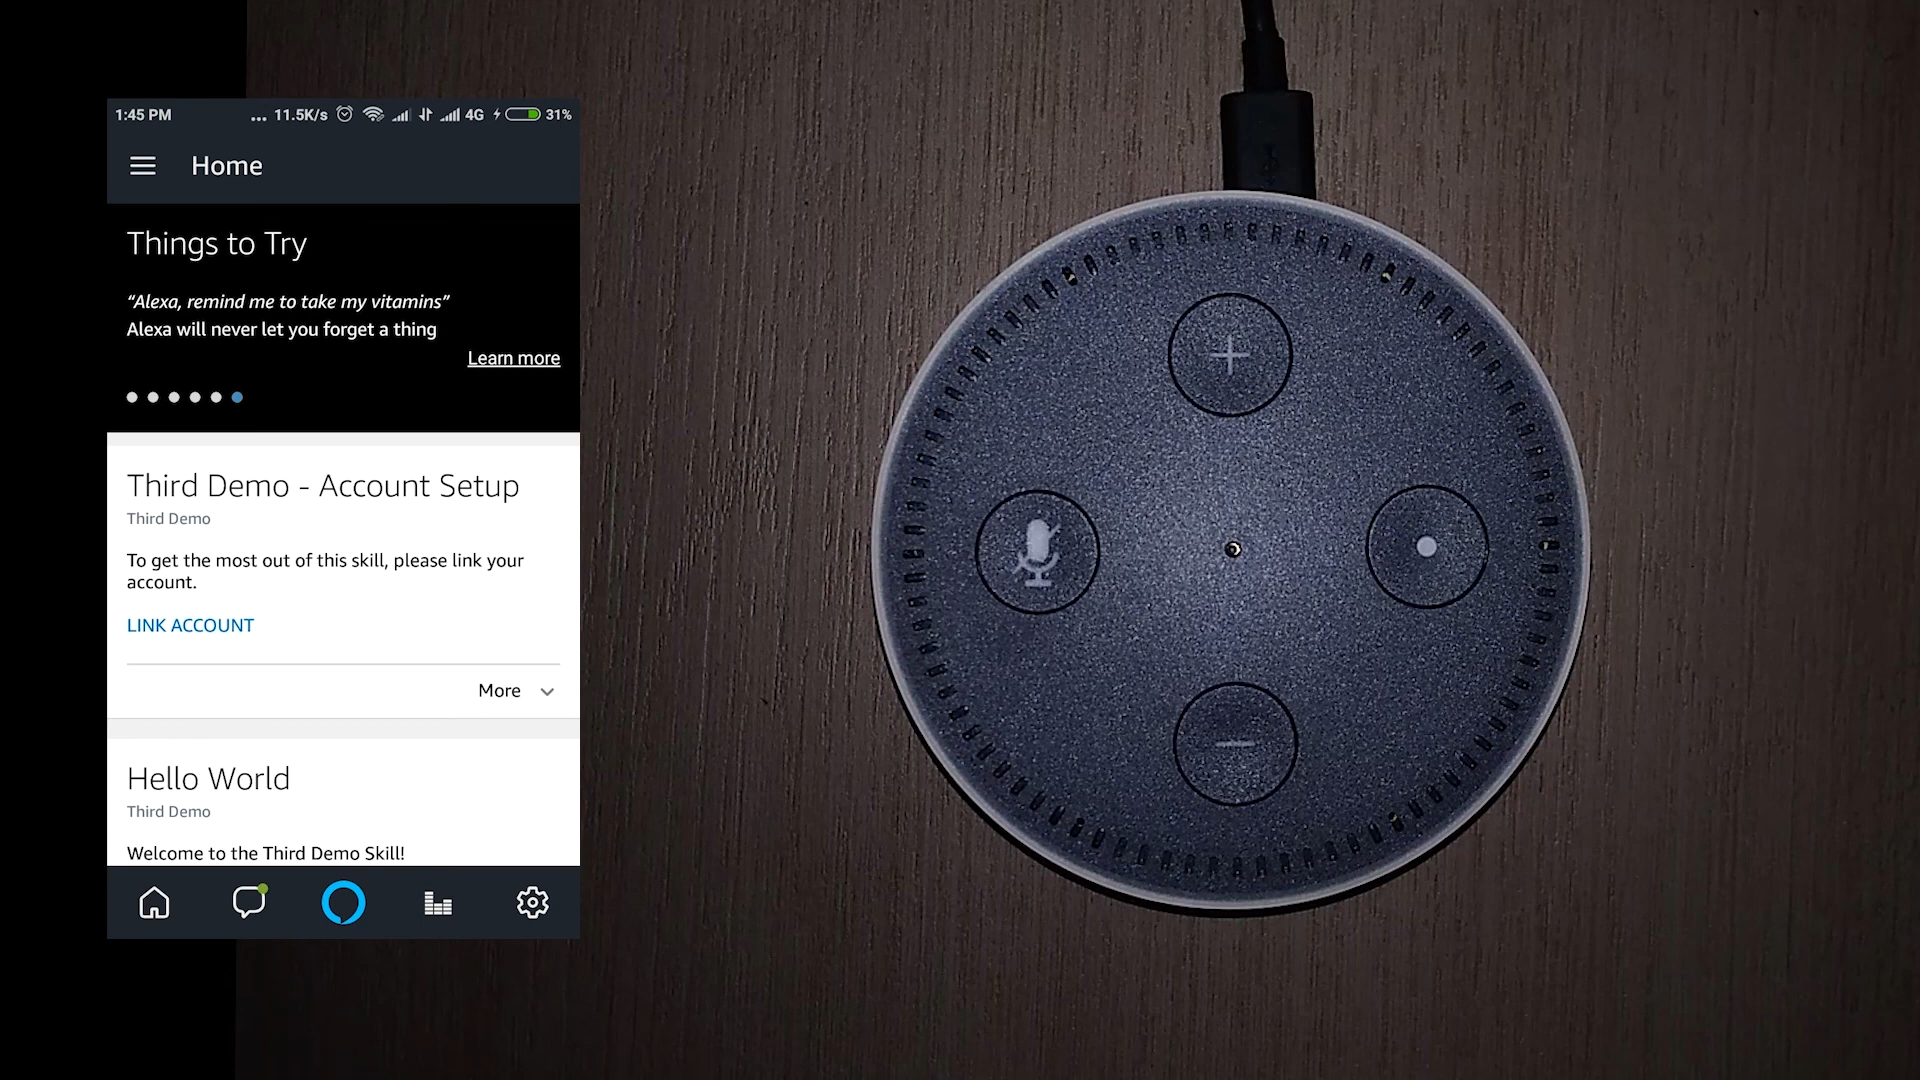 1:45 PM ... 11.5K/s 4G 31%
Home
Things to Try
“Alexa, remind me to take my vitamins”
Alexa will never let you forget a thing
Learn more
Third Demo - Account Setup
Third Demo
To get the most out of this skill, please link your
account.
LINK ACCOUNT
More
Hello World
Third Demo
Welcome to the Third Demo Skill!